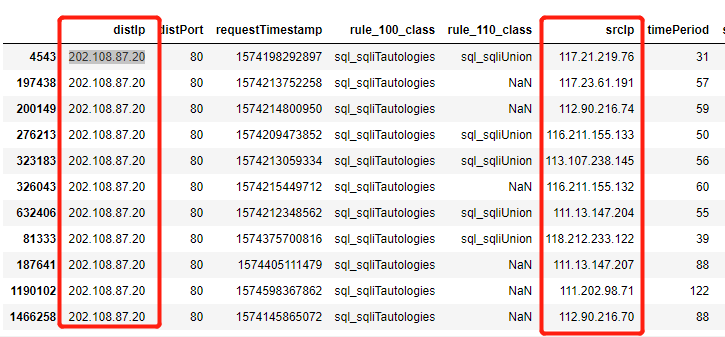 distIp distPort requestTimestamp rule_100_class rule_110_class srcIp timePeriod
4543 202.108.87.20 80 1574198292897 sql_sqliTautologies sql_sqliUnion 117.21.219.76 31
197438 202.108.87.20 80 1574213752258 sql_sqliTautologies NaN 117.23.61.191 57
200149 202.108.87.20 80 1574214800950 sql_sqliTautologies NaN 112.90.216.74 59
276213 202.108.87.20 80 1574209473852 sql_sqliTautologies sql_sqliUnion 116.211.155.133 50
323183 202.108.87.20 80 1574213059334 sql_sqliTautologies sql_sqliUnion 113.107.238.145 56
326043 202.108.87.20 80 1574215449712 sql_sqliTautologies NaN 116.211.155.132 60
632406 202.108.87.20 80 1574212348562 sql_sqliTautologies sql_sqliUnion 111.13.147.204 55
81333 202.108.87.20 80 1574375700816 sql_sqliTautologies sql_sqliUnion 118.212.233.122 39
187641 202.108.87.20 80 1574405111479 sql_sqliTautologies NaN 111.13.147.207 88
1190102 202.108.87.20 80 1574598367862 sql_sqliTautologies NaN 111.202.98.71 122
1466258 202.108.87.20 80 1574145865072 sql_sqliTautologies NaN 112.90.216.70 88